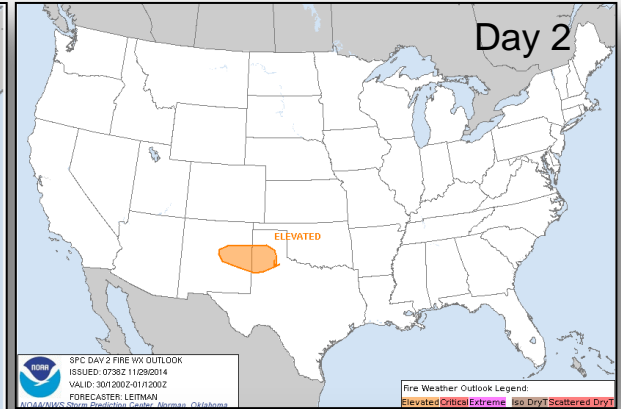 Day 2
ELEVATED
NOAA
SPC DAY 2 FIRE WX OUTLOOK
ISSUED: 0738Z 11/29/2014
VALID: 30/1200Z-01/1200Z
FORECASTER: LEITMAN
NOAA/NWS Storm Prediction Center, Norman, Oklahoma
Fire Weather Outlook Legend:
Elevated Critical Extreme Iso DryT Scattered DryT